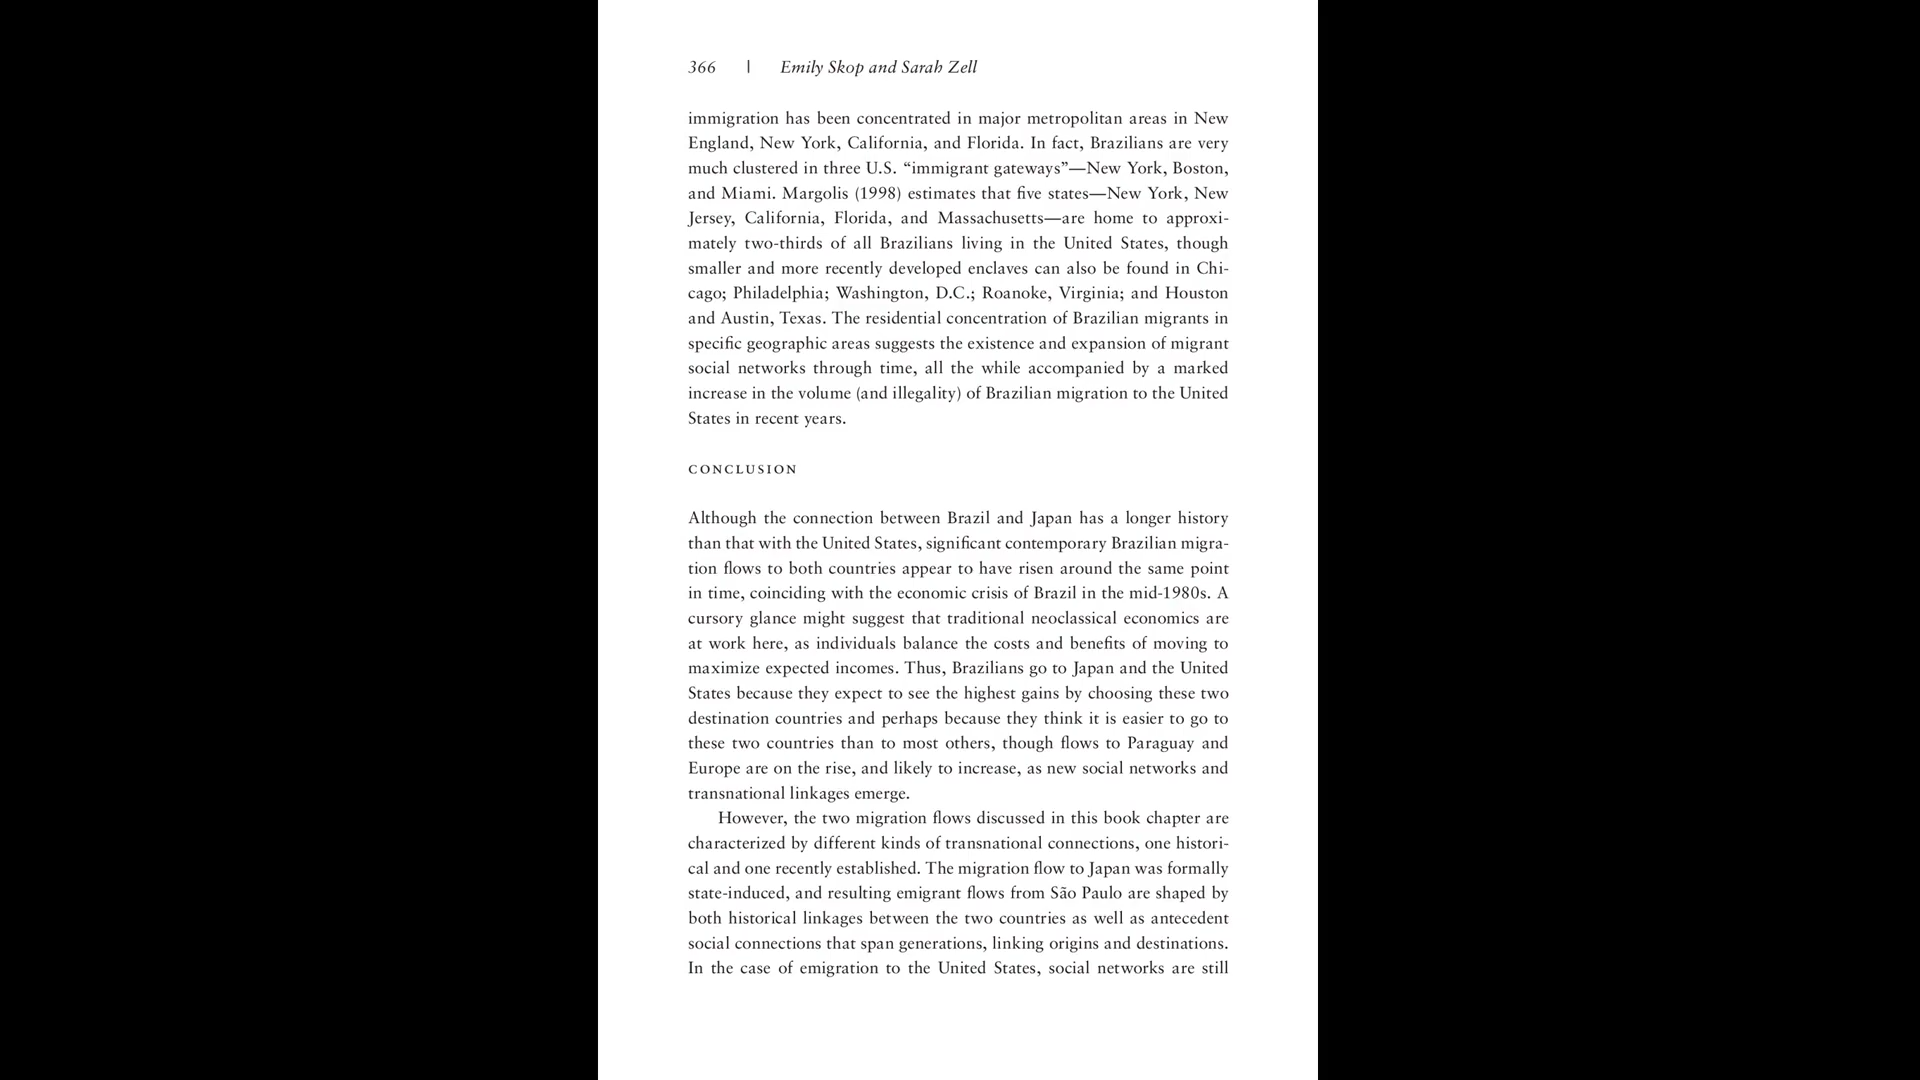 366 | Emily Skop and Sarah Zell
immigration has been concentrated in major metropolitan areas in New
England, New York, California, and Florida. In fact, Brazilians are very
much clustered in three U.S. “immigrant gateways”—New York, Boston,
and Miami. Margolis (1998) estimates that five states—New York, New
Jersey, California, Florida, and Massachusetts—are home to approxi-
mately two-thirds of all Brazilians living in the United States, though
smaller and more recently developed enclaves can also be found in Chi-
cago; Philadelphia; Washington, D.C.; Roanoke, Virginia; and Houston
and Austin, Texas. The residential concentration of Brazilian migrants in
specific geographic areas suggests the existence and expansion of migrant
social networks through time, all the while accompanied by a marked
increase in the volume (and illegality) of Brazilian migration to the United
States in recent years.
CONCLUSION
Although the connection between Brazil and Japan has a longer history
than that with the United States, significant contemporary Brazilian migra-
tion flows to both countries appear to have risen around the same point
in time, coinciding with the economic crisis of Brazil in the mid-1980s. A
cursory glance might suggest that traditional neoclassical economics are
at work here, as individuals balance the costs and benefits of moving to
maximize expected incomes. Thus, Brazilians go to Japan and the United
States because they expect to see the highest gains by choosing these two
destination countries and perhaps because they think it is easier to go to
these two countries than to most others, though flows to Paraguay and
Europe are on the rise, and likely to increase, as new social networks and
transnational linkages emerge.
However, the two migration flows discussed in this book chapter are
characterized by different kinds of transnational connections, one histori-
cal and one recently established. The migration flow to Japan was formally
state-induced, and resulting emigrant flows from São Paulo are shaped by
both historical linkages between the two countries as well as antecedent
social connections that span generations, linking origins and destinations.
In the case of emigration to the United States, social networks are still